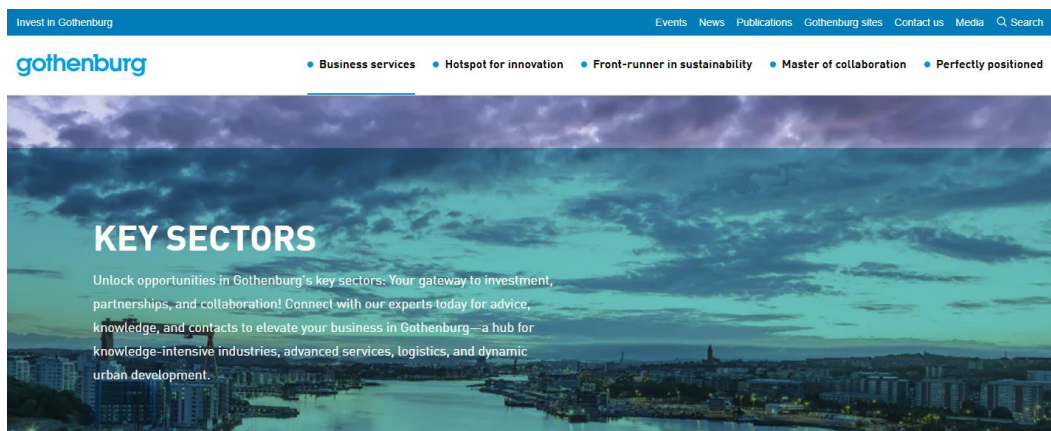 Invest in Gothenburg
Events News Publications Gothenburg sites Contact us Media Search
gothenburg
Business services Hotspot for innovation Front-runner in sustainability Master of collaboration Perfectly positioned
KEY SECTORS
Unlock opportunities in Gothenburg's key sectors: Your gateway to investment,
partnerships, and collaboration! Connect with our experts today for advice,
knowledge, and contacts to elevate your business in Gothenburg—a hub for
knowledge-intensive industries, advanced services, logistics, and dynamic
urban development.